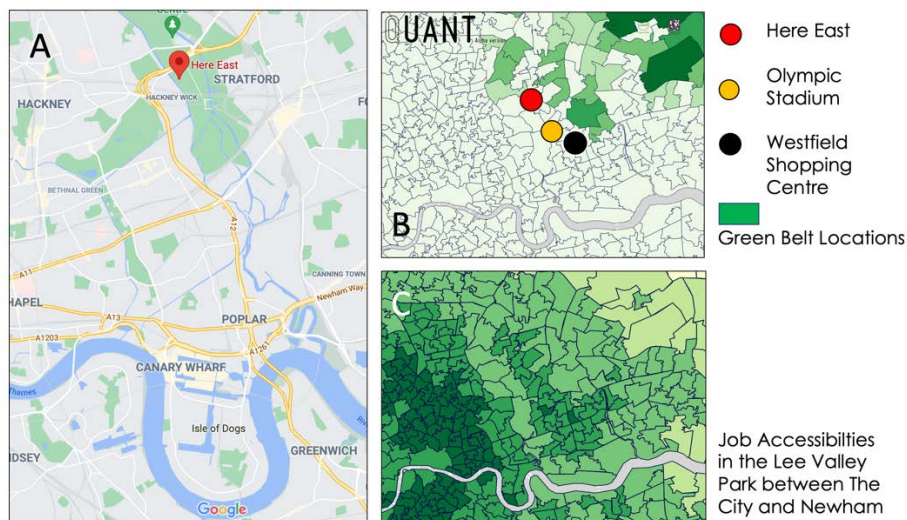 A
Here East
STRATFORD
HACKNEY
HACKNEY WICK
BETHNAL GREEN
A12
A11
CANNING TOWN
HAPEL
A13
POPLAR
Newham Way
A1203
A1261
CANARY WHARF
Thames
Isle of Dogs
GREENWICH
NDSEY
Google
QUANT
B
C
Here East
Olympic
Stadium
Westfield
Shopping
Centre
Green Belt Locations
Job Accessibilties
in the Lee Valley
Park between The
City and Newham